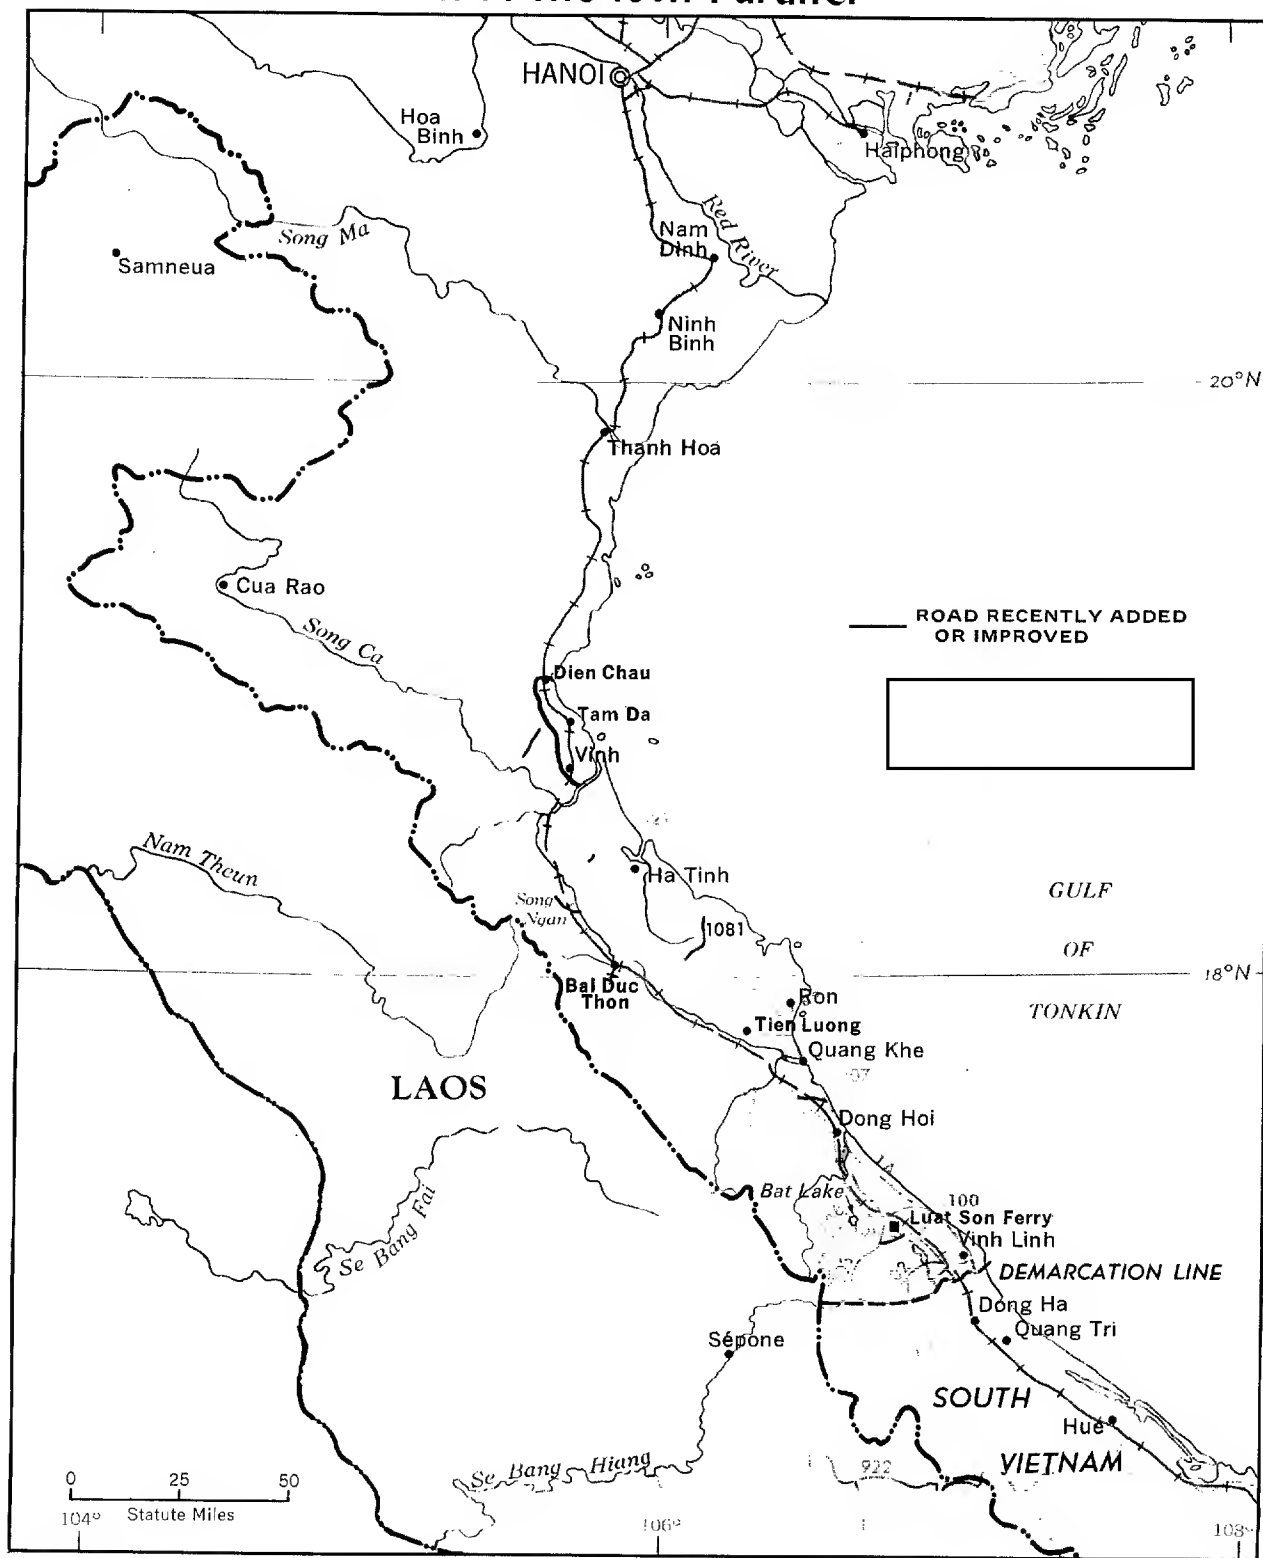 HANOI
Hoa
Binh
Haiphong
Red River
Nam
Dinh
Song Ma
Samneua
Ninh
Binh
20°N
Thanh Hoa
Cua Rao
ROAD RECENTLY ADDED
OR IMPROVED
Song Ca
Dien Chau
Tam Da
Vinh
Nam Theun
Ha Tinh
GULF
Song
Ngan
1081
OF
18°N
Bai Duc
Thon
Ron
TONKIN
Tien Luong
Quang Khe
LAOS
Dong Hoi
1A
Bat Lake
100
Luat Son Ferry
Vinh Linh
Se Bang Fai
DEMARCATION LINE
Dong Ha
Quang Tri
Sépone
SOUTH
Hué
VIETNAM
Se Bang Hiang
922
0 25 50
Statute Miles
104°
106°
108°